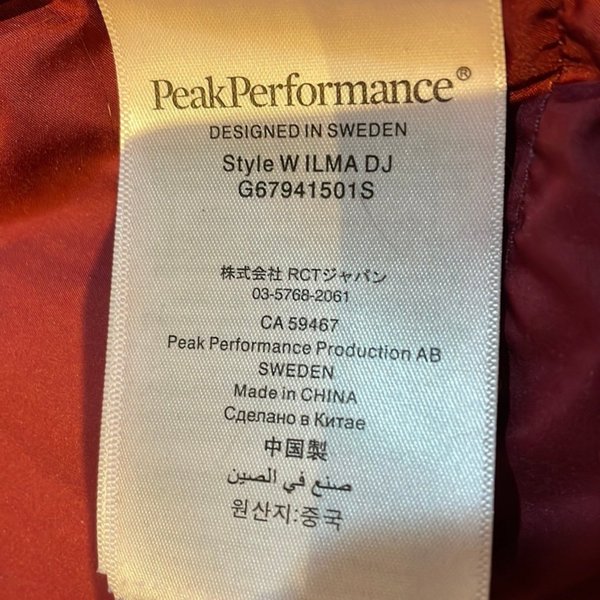 PeakPerformance®
DESIGNED IN SWEDEN
Style W ILMA DJ
G67941501S
株式会社 RCTジャパン
03-5768-2061
CA 59467
Peak Performance Production AB
SWEDEN
Made in CHINA
Сделано в Китае
中国製
صنع في الصين
원산지:중국